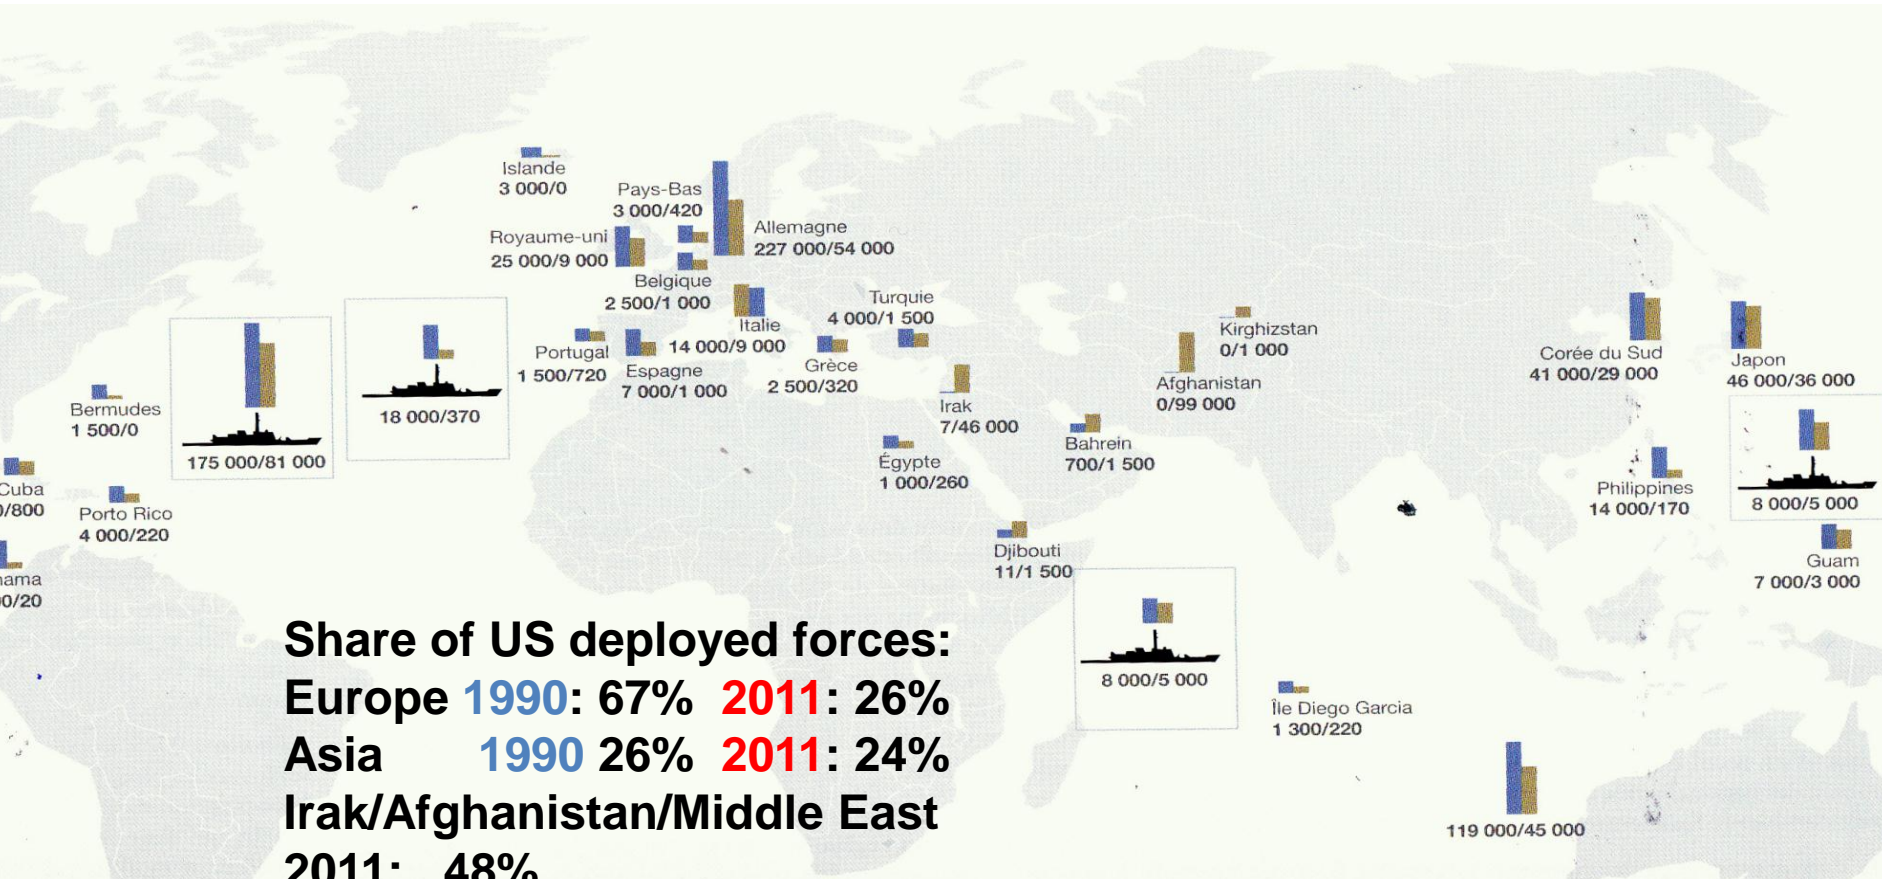 Islande
3 000/0
Pays-Bas
3 000/420
Allemagne
227 000/54 000
Royaume-uni
25 000/9 000
Belgique
2 500/1 000
Turquie
4 000/1 500
Italie
14 000/9 000
Portugal
1 500/720
Espagne
7 000/1 000
Grèce
2 500/320
Kirghizstan
0/1 000
Afghanistan
0/99 000
Irak
7/46 000
Bahrein
700/1 500
Égypte
1 000/260
Djibouti
11/1 500
Corée du Sud
41 000/29 000
Japon
46 000/36 000
Philippines
14 000/170
8 000/5 000
Guam
7 000/3 000
Bermudes
1 500/0
175 000/81 000
18 000/370
Cuba
0/800
Porto Rico
4 000/220
ama
0/20
8 000/5 000
Île Diego Garcia
1 300/220
119 000/45 000
Share of US deployed forces:
Europe 1990: 67% 2011: 26%
Asia 1990 26% 2011: 24%
Irak/Afghanistan/Middle East
2011: 48%